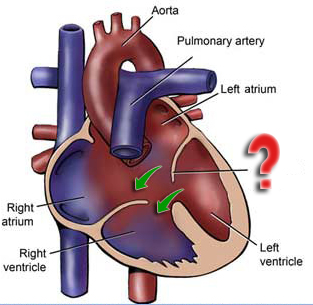 Aorta
Pulmonary artery
Left atrium
?
Right
atrium
Right
ventricle
Left
ventricle